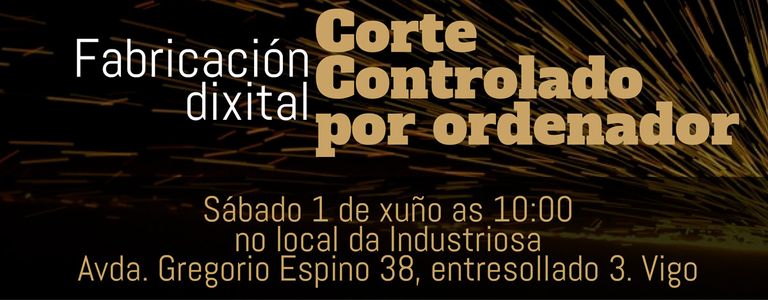 Fabricación
dixital
Corte
Controlado
por ordenador
Sábado 1 de xuño as 10:00
no local da Industriosa
Avda. Gregorio Espino 38, entresollado 3. Vigo